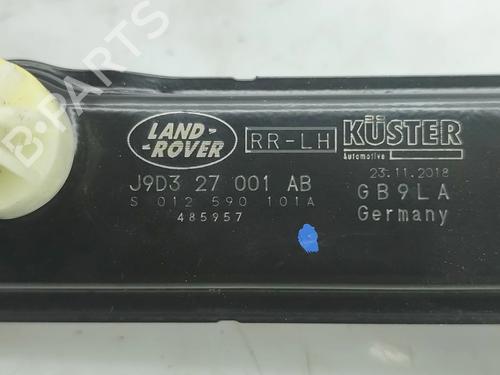 LAND-
ROVER
RR-LH
KÜSTER
Automotive
J9D3 27 001 AB
S 012 590 101A
485957
23.11.2018
GB9LA
Germany
B-PARTS